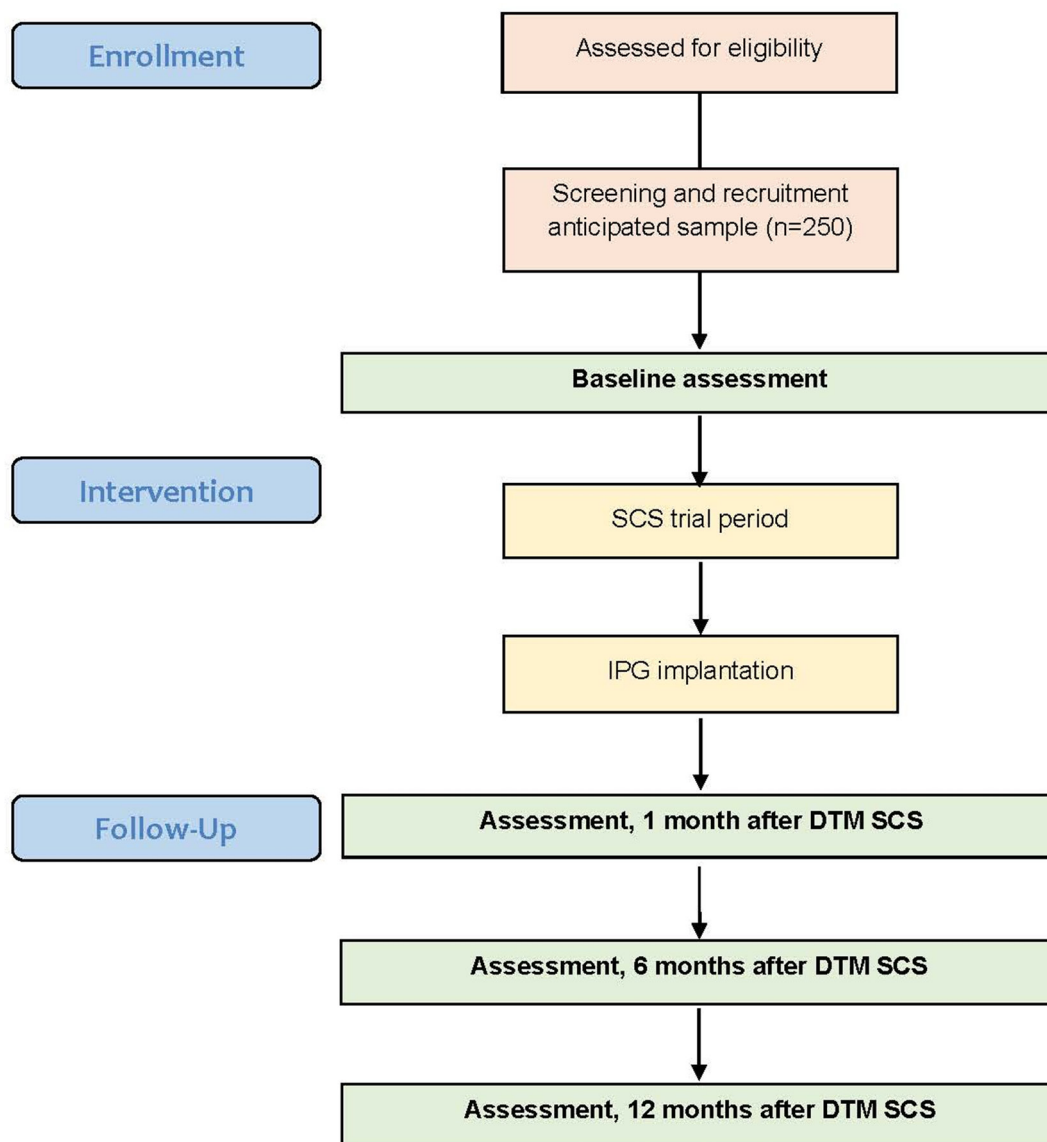 Enrollment
Assessed for eligibility
Screening and recruitment
anticipated sample (n=250)
Baseline assessment
Intervention
SCS trial period
IPG implantation
Follow-Up
Assessment, 1 month after DTM SCS
Assessment, 6 months after DTM SCS
Assessment, 12 months after DTM SCS